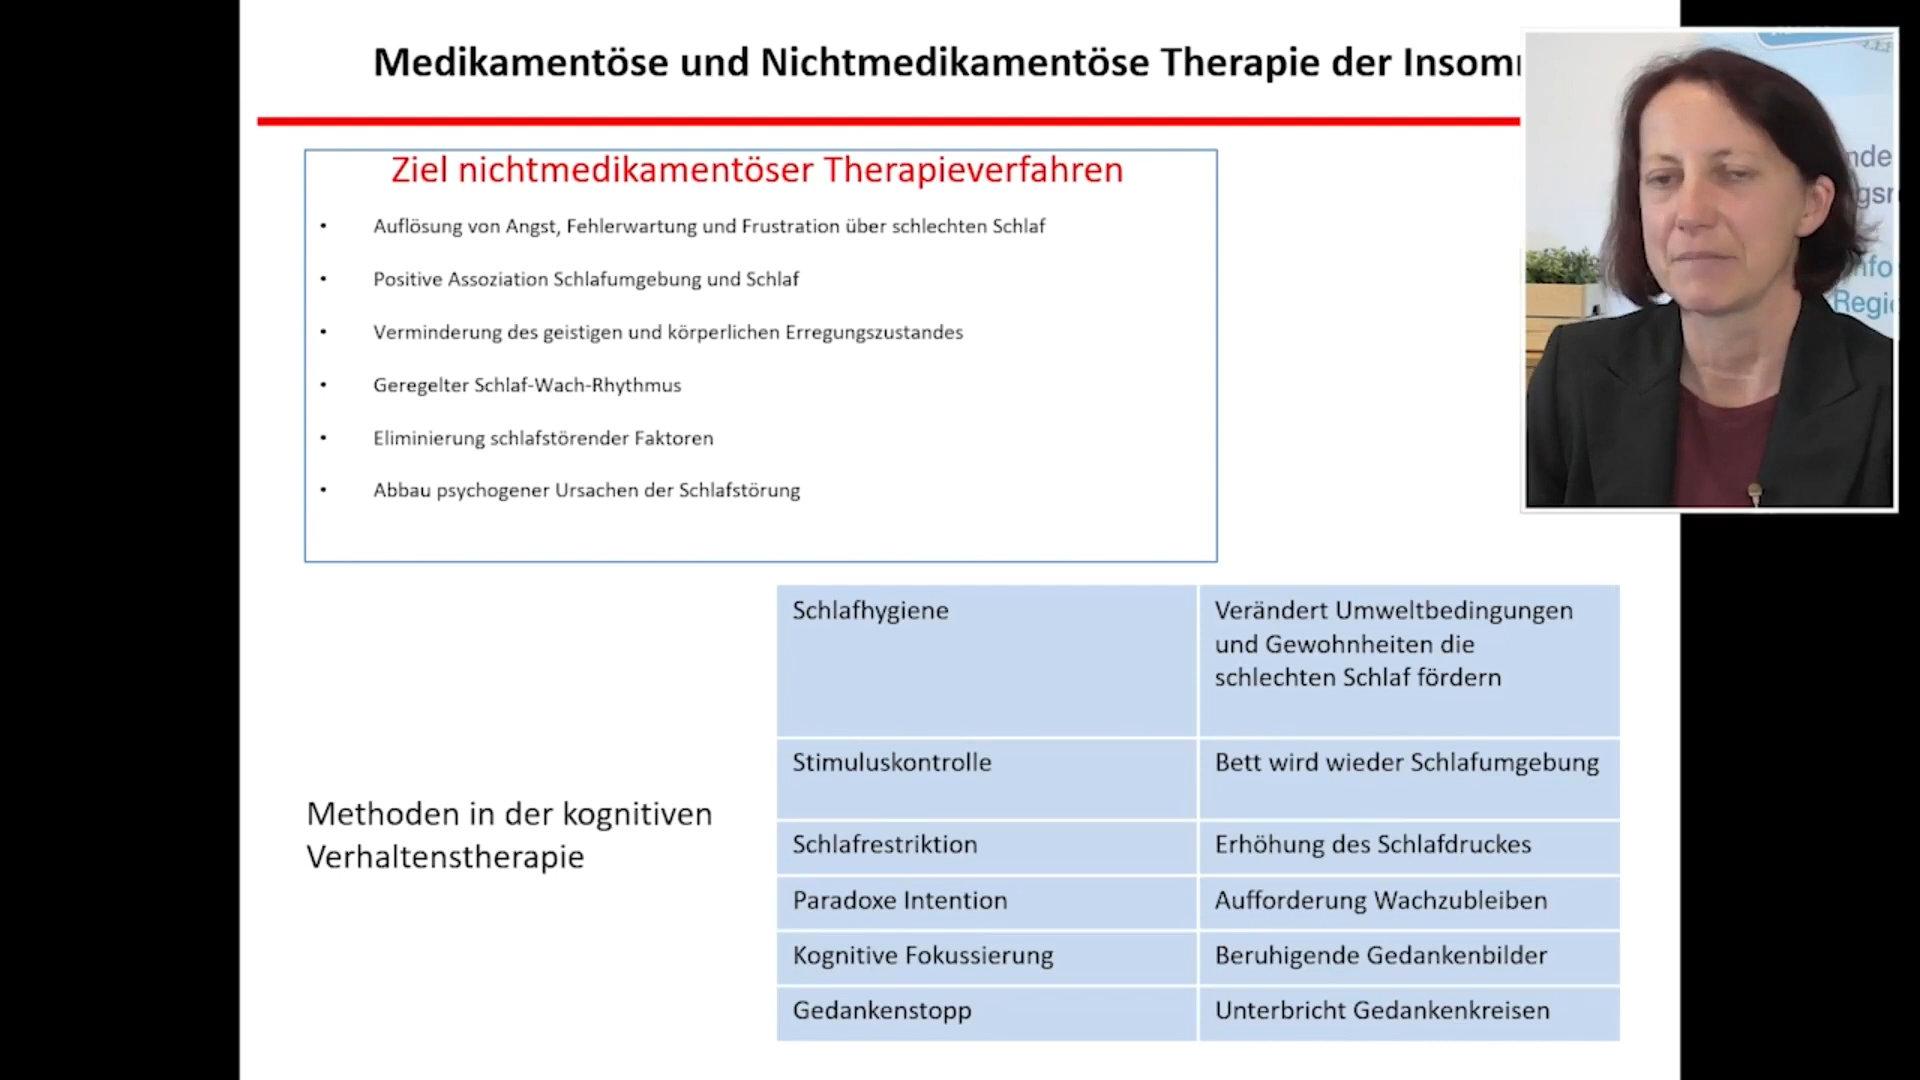 Medikamentöse und Nichtmedikamentöse Therapie der
Ziel nichtmedikamentöser Therapieverfahren
• Auflösung von Angst, Fehlerwartung und Frustration über schlechten Schlaf
• Positive Assoziation Schlafumgebung und Schlaf
• Verminderung des geistigen und körperlichen Erregungszustandes
• Geregelter Schlaf-Wach-Rhythmus
• Eliminierung schlafstörender Faktoren
• Abbau psychogener Ursachen der Schlafstörung
Methoden in der kognitiven
Verhaltenstherapie
Schlafhygiene
Verändert Umweltbedingungen
und Gewohnheiten die
schlechten Schlaf fördern
Stimuluskontrolle
Bett wird wieder Schlafumgebung
Schlafrestriktion
Erhöhung des Schlafdruckes
Paradoxe Intention
Aufforderung Wachzubleiben
Kognitive Fokussierung
Beruhigende Gedankenbilder
Gedankenstopp
Unterbricht Gedankenkreisen